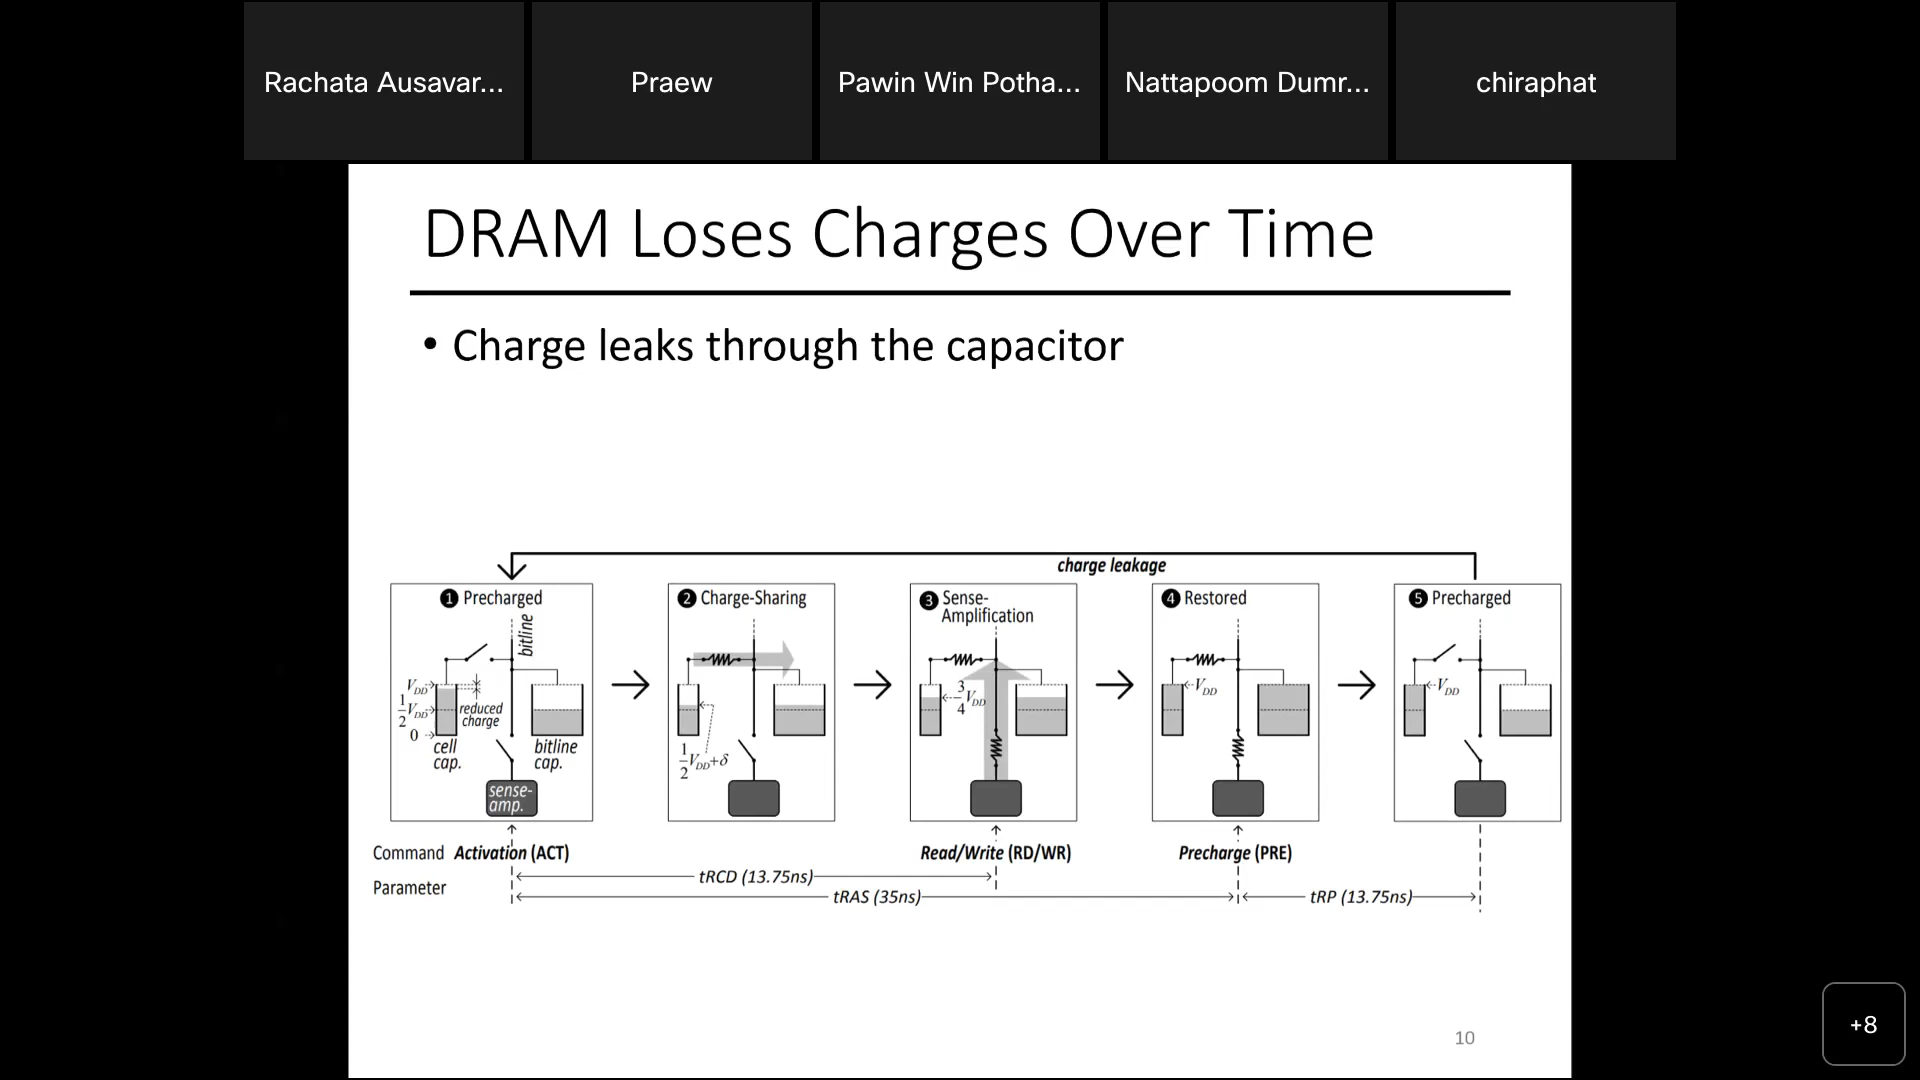 Rachata Ausavar...
Praew
Pawin Win Potha...
Nattapoom Dumr...
chiraphat
DRAM Loses Charges Over Time
• Charge leaks through the capacitor
charge leakage
1 Precharged
bitline
V_DD
1/2 V_DD
0
reduced charge
cell cap.
bitline cap.
sense-amp.
2 Charge-Sharing
1/2 V_DD+δ
3 Sense-
Amplification
3/4 V_DD
4 Restored
V_DD
5 Precharged
V_DD
Command Activation (ACT)
Read/Write (RD/WR)
Precharge (PRE)
Parameter
tRCD (13.75ns)
tRAS (35ns)
tRP (13.75ns)
10
+8